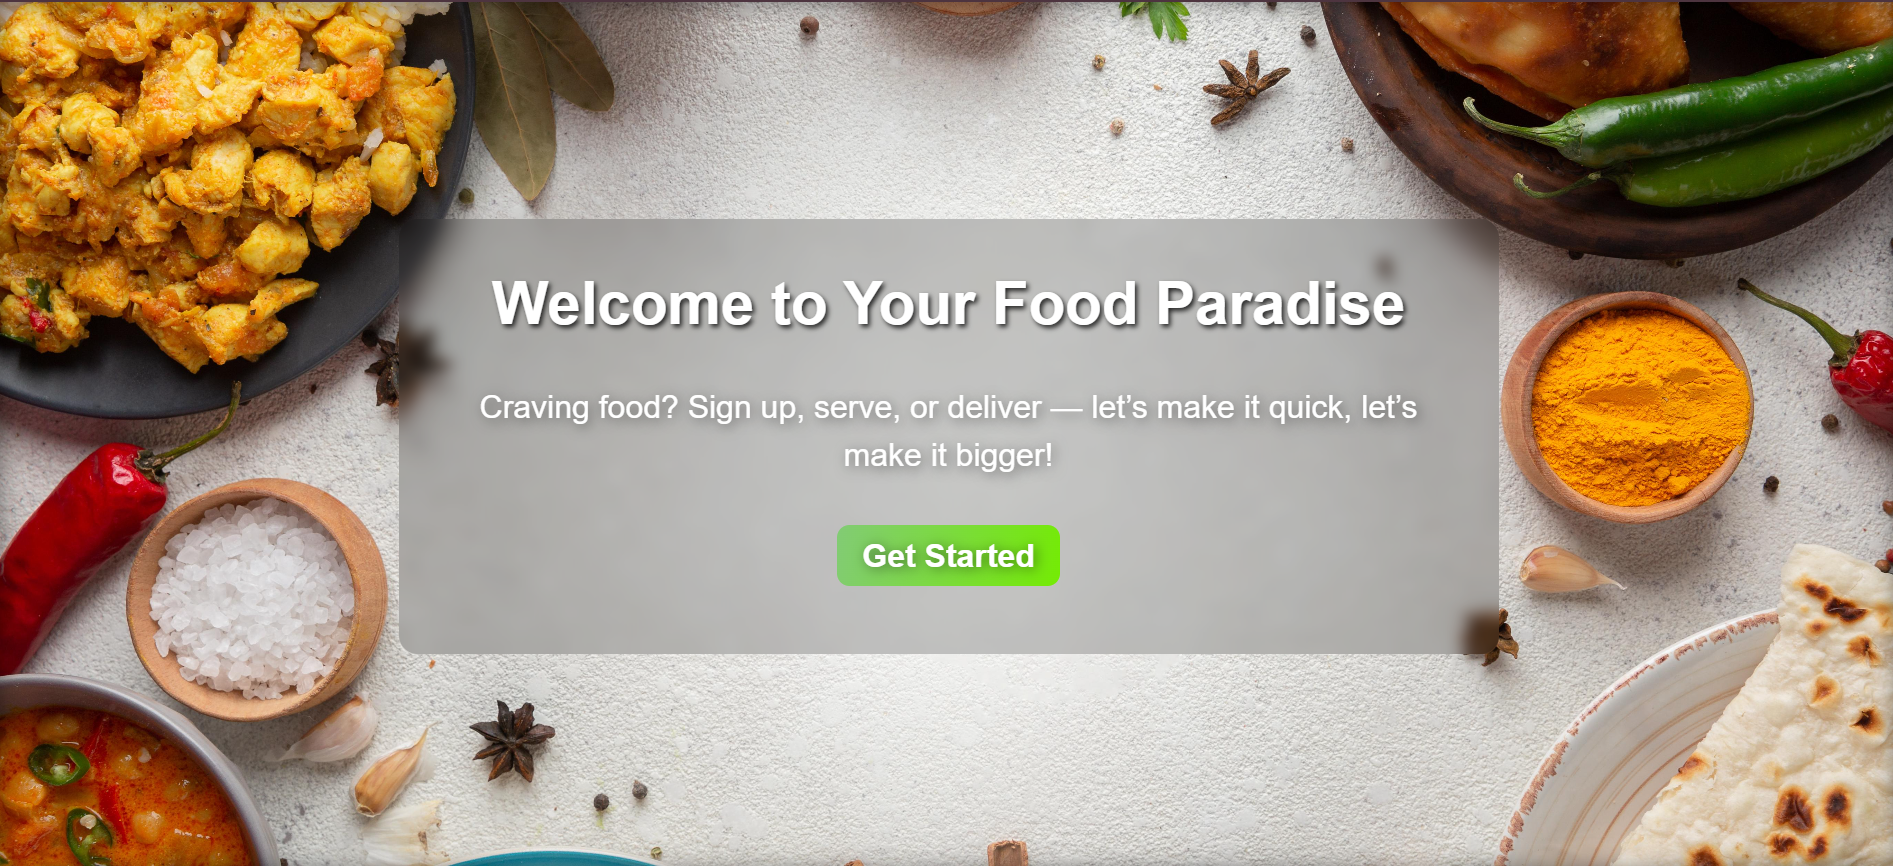 Welcome to Your Food Paradise
Craving food? Sign up, serve, or deliver — let’s make it quick, let’s
make it bigger!
Get Started